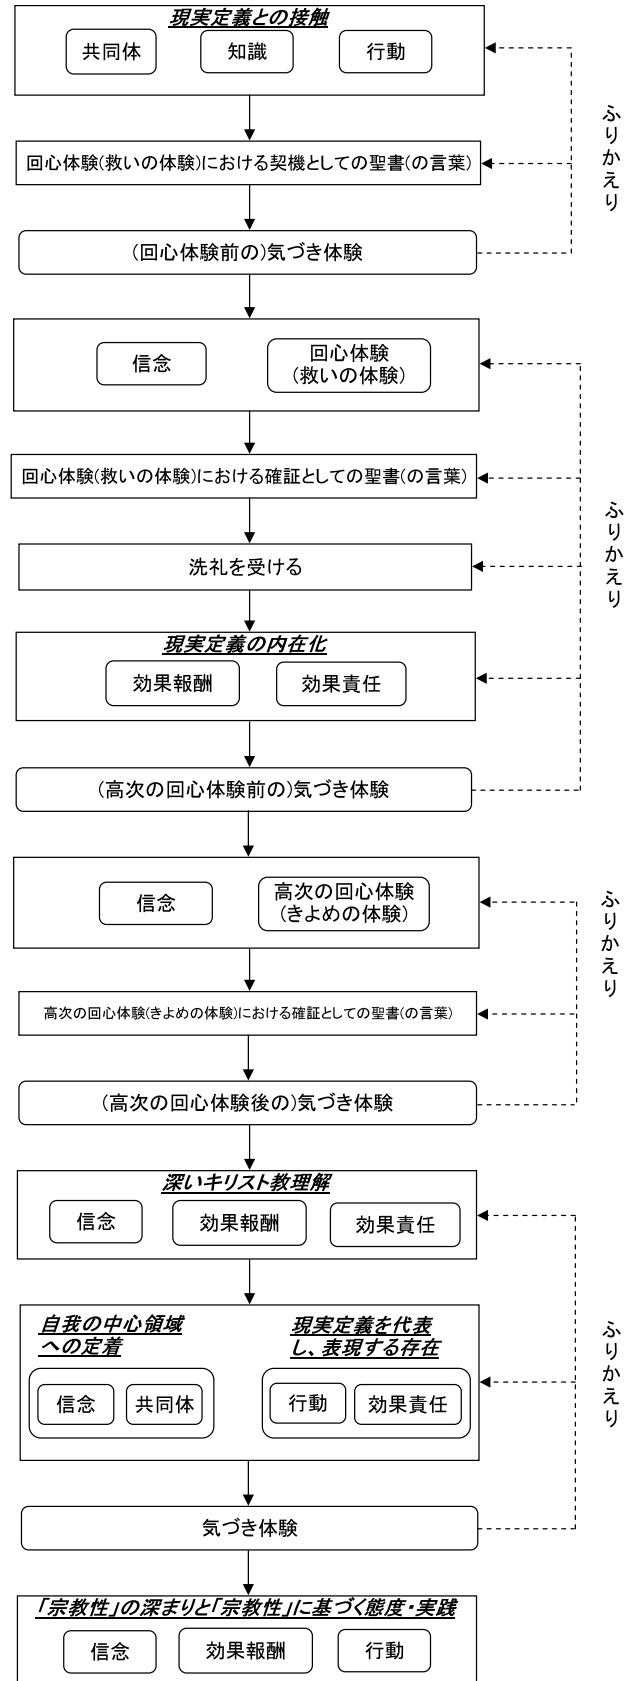 現実定義との接触
共同体
知識
行動
回心体験(救いの体験)における契機としての聖書(の言葉)
(回心体験前の)気づき体験
ふりかえり
信念
回心体験
(救いの体験)
回心体験(救いの体験)における確証としての聖書(の言葉)
洗礼を受ける
現実定義の内在化
効果報酬
効果責任
(高次の回心体験前の)気づき体験
ふりかえり
信念
高次の回心体験
(きよめの体験)
高次の回心体験(きよめの体験)における確証としての聖書(の言葉)
(高次の回心体験後の)気づき体験
ふりかえり
深いキリスト教理解
信念
効果報酬
効果責任
自我の中心領域
への定着
信念
共同体
現実定義を代表
し、表現する存在
行動
効果責任
気づき体験
ふりかえり
「宗教性」の深まりと「宗教性」に基づく態度・実践
信念
効果報酬
行動